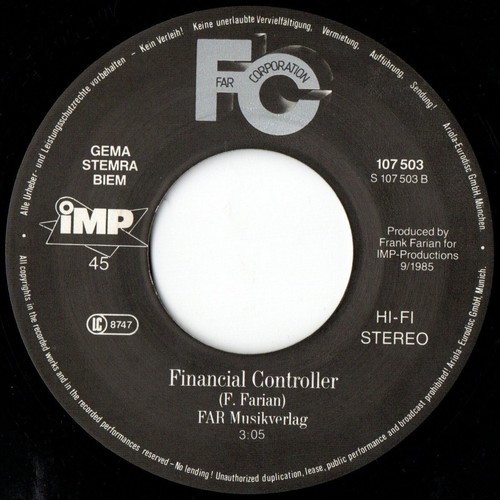 Alle Urheber- und Leistungsschutzrechte vorbehalten - Kein Verleih! Keine unerlaubte Vervielfältigung, Vermietung, Aufführung, Sendung! Ariola-Eurodisc GmbH, München.
FC
FAR CORPORATION
GEMA
STEMRA
BIEM
iMP
45
LC 8747
107 503
S 107 503 B
Produced by
Frank Farian for
IMP-Productions
9/1985
HI-FI
STEREO
Financial Controller
(F. Farian)
FAR Musikverlag
3:05
All copyrights in the recorded works and in the recorded performances reserved - No lending! Unauthorized duplication, lease, public performance and broadcast prohibited! Ariola-Eurodisc GmbH, Munich.